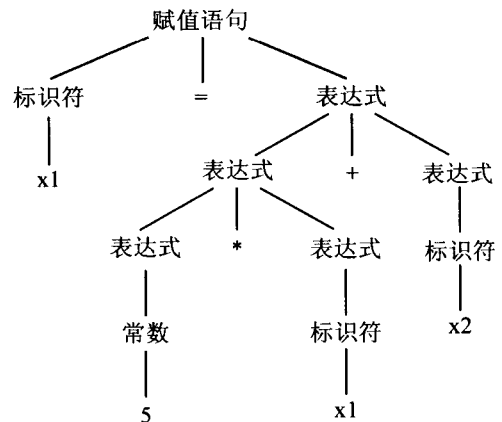 赋值语句
标识符 = 表达式
x1
表达式 + 表达式
表达式 * 表达式
标识符
常数
标识符
x2
5
x1